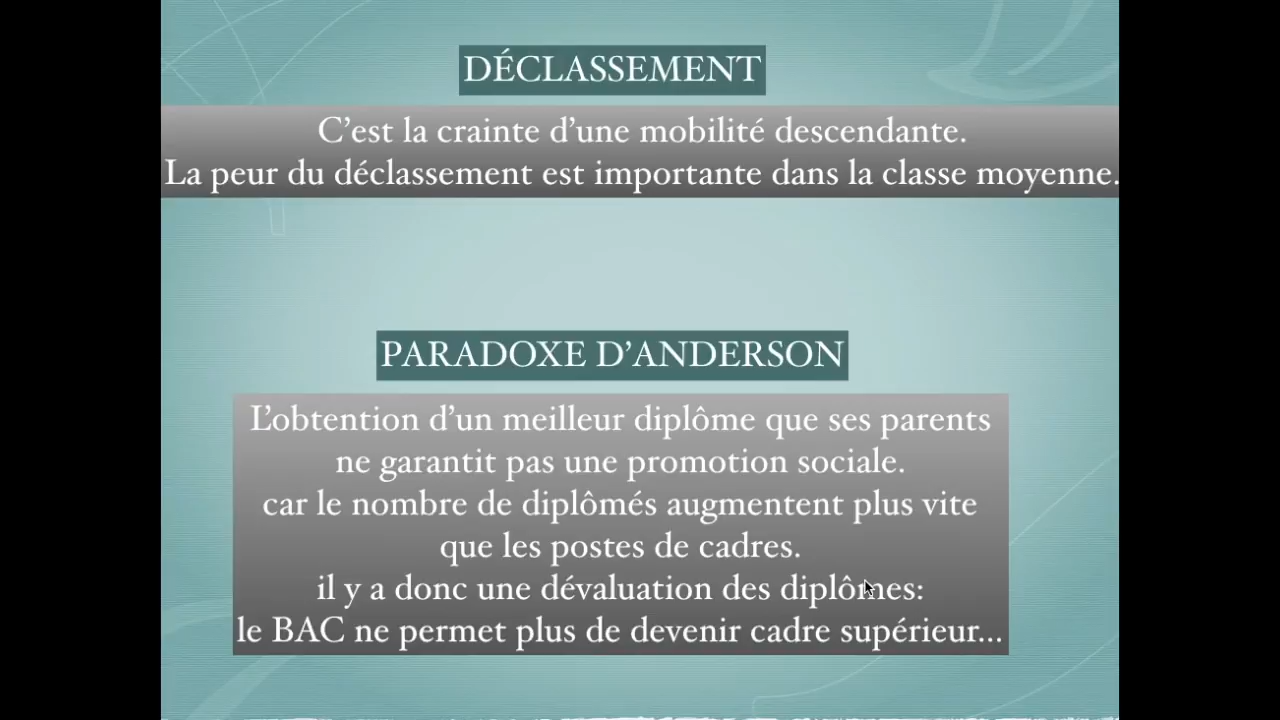 DÉCLASSEMENT
C’est la crainte d’une mobilité descendante.
La peur du déclassement est importante dans la classe moyenne.
PARADOXE D’ANDERSON
L’obtention d’un meilleur diplôme que ses parents
ne garantit pas une promotion sociale.
car le nombre de diplômés augmentent plus vite
que les postes de cadres.
il y a donc une dévaluation des diplômes:
le BAC ne permet plus de devenir cadre supérieur...